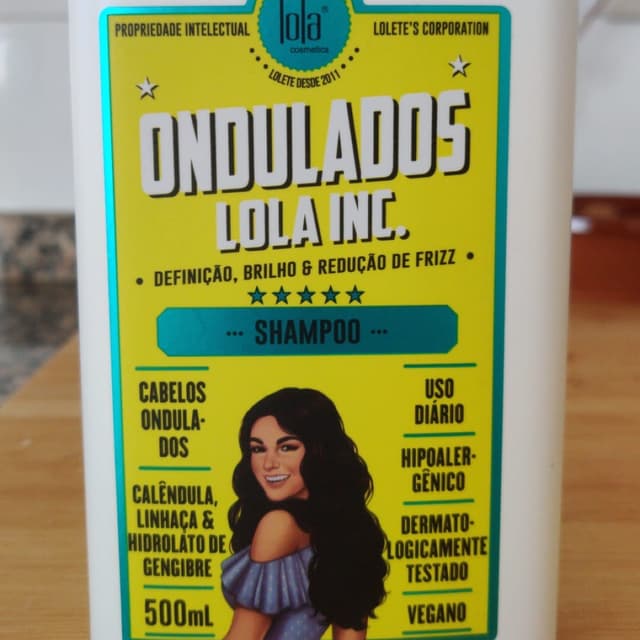 PROPRIEDADE INTELECTUAL
lola®
cosmetics
LOLETE'S CORPORATION
• • • LOLETE DESDE 2011 • • •
ONDULADOS
LOLA INC.
• DEFINIÇÃO, BRILHO & REDUÇÃO DE FRIZZ •
••• SHAMPOO •••
CABELOS
ONDULA-
DOS
CALÊNDULA,
LINHAÇA &
HIDROLATO DE
GENGIBRE
500mL
USO
DIÁRIO
HIPOALER-
GÊNICO
DERMATO-
LOGICAMENTE
TESTADO
VEGANO